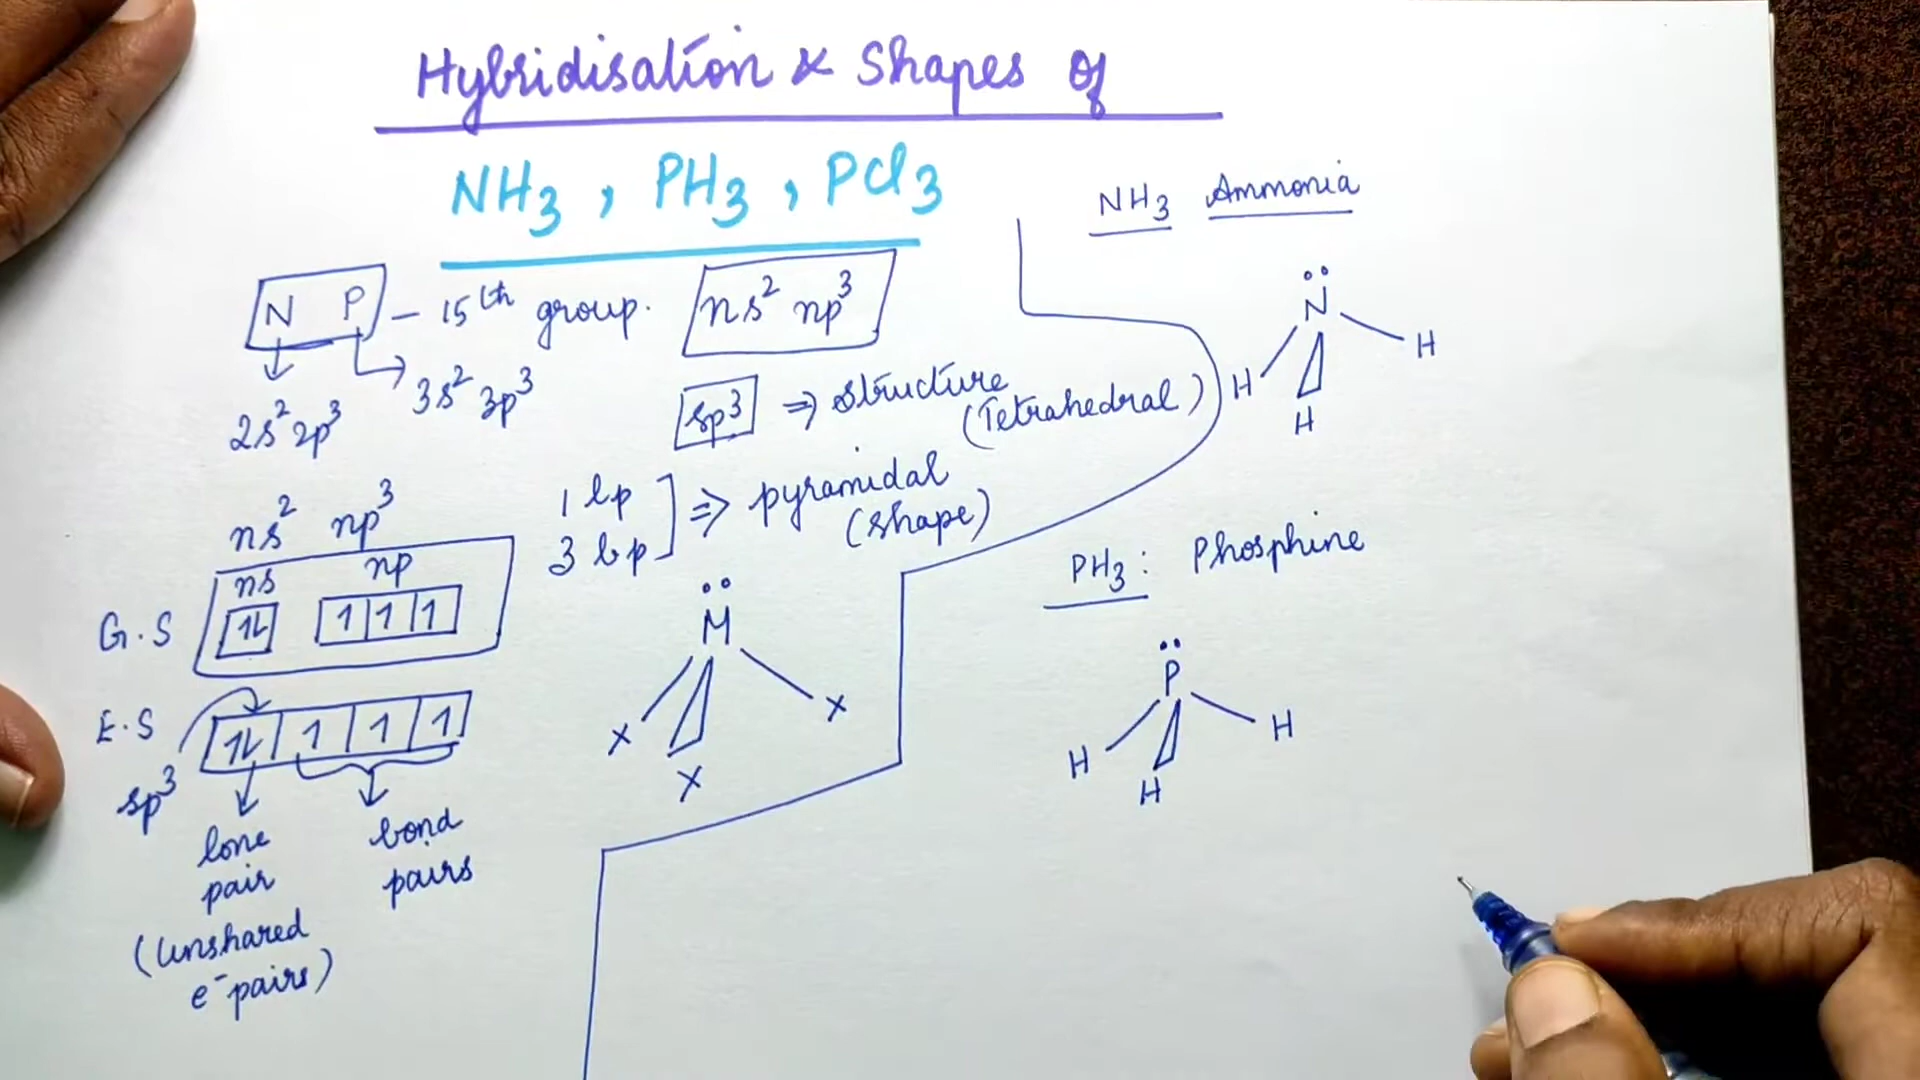 Hybridisation & Shapes of
NH3 , PH3 , PCl3
N P - 15th group. ns² np³
2s² 2p³
3s² 3p³
sp³ ⇒ structure
(Tetrahedral)
1 lp
3 bp
⇒ pyramidal
(shape)
ns² np³
ns np
G.S 1L 1 1 1
E.S 1L 1 1 1
sp³
lone
pair
(unshared
e⁻pairs)
bond
pairs
M
X
X
X
NH3 Ammonia
N
H
H
H
PH3 : Phosphine
P
H
H
H